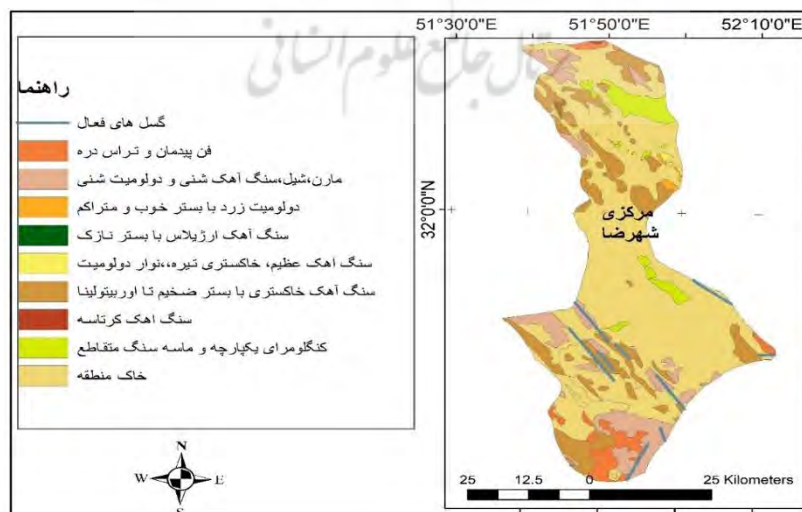 51°30'0"E 51°50'0"E 52°10'0"E
32°0'0"N
راهنما
گسل های فعال
فن پیدمان و تراس دره
مارن،شیل،سنگ آهک شنی و دولومیت شنی
دولومیت زرد با بستر خوب و متراکم
سنگ آهک ارژیلاس با بستر نازک
سنگ اهک عظیم، خاکستری تیره،،نوار دولومیت
سنگ آهک خاکستری با بستر ضخیم تا اوربیتولینا
سنگ اهک کرتاسه
کنگلومرای یکپارچه و ماسه سنگ متقاطع
خاک منطقه
مرکزی
شهرضا
N
W E
S
25 12.5 0 25 Kilometers
جامع علوم انسانی